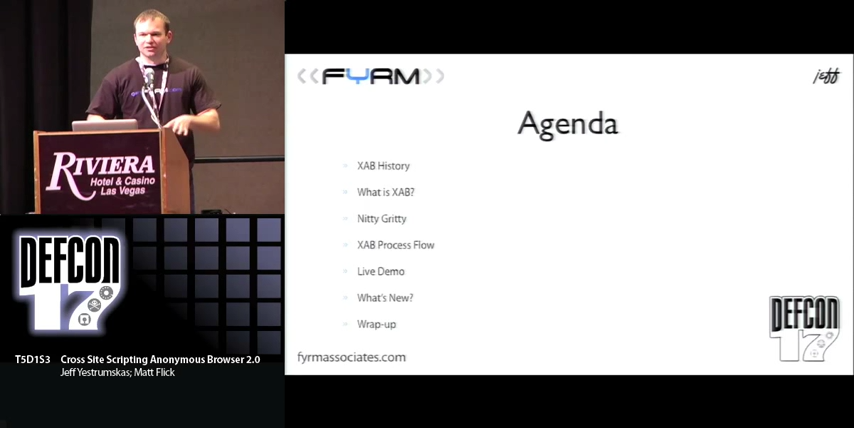 RIVIERA
Hotel & Casino
Las Vegas
DEFCON
17
T5D1S3 Cross Site Scripting Anonymous Browser 2.0
Jeff Yestrumskas; Matt Flick
((FYRM))
jeff
Agenda
XAB History
What is XAB?
Nitty Gritty
XAB Process Flow
Live Demo
What's New?
Wrap-up
fyrmassociates.com
DEFCON
17